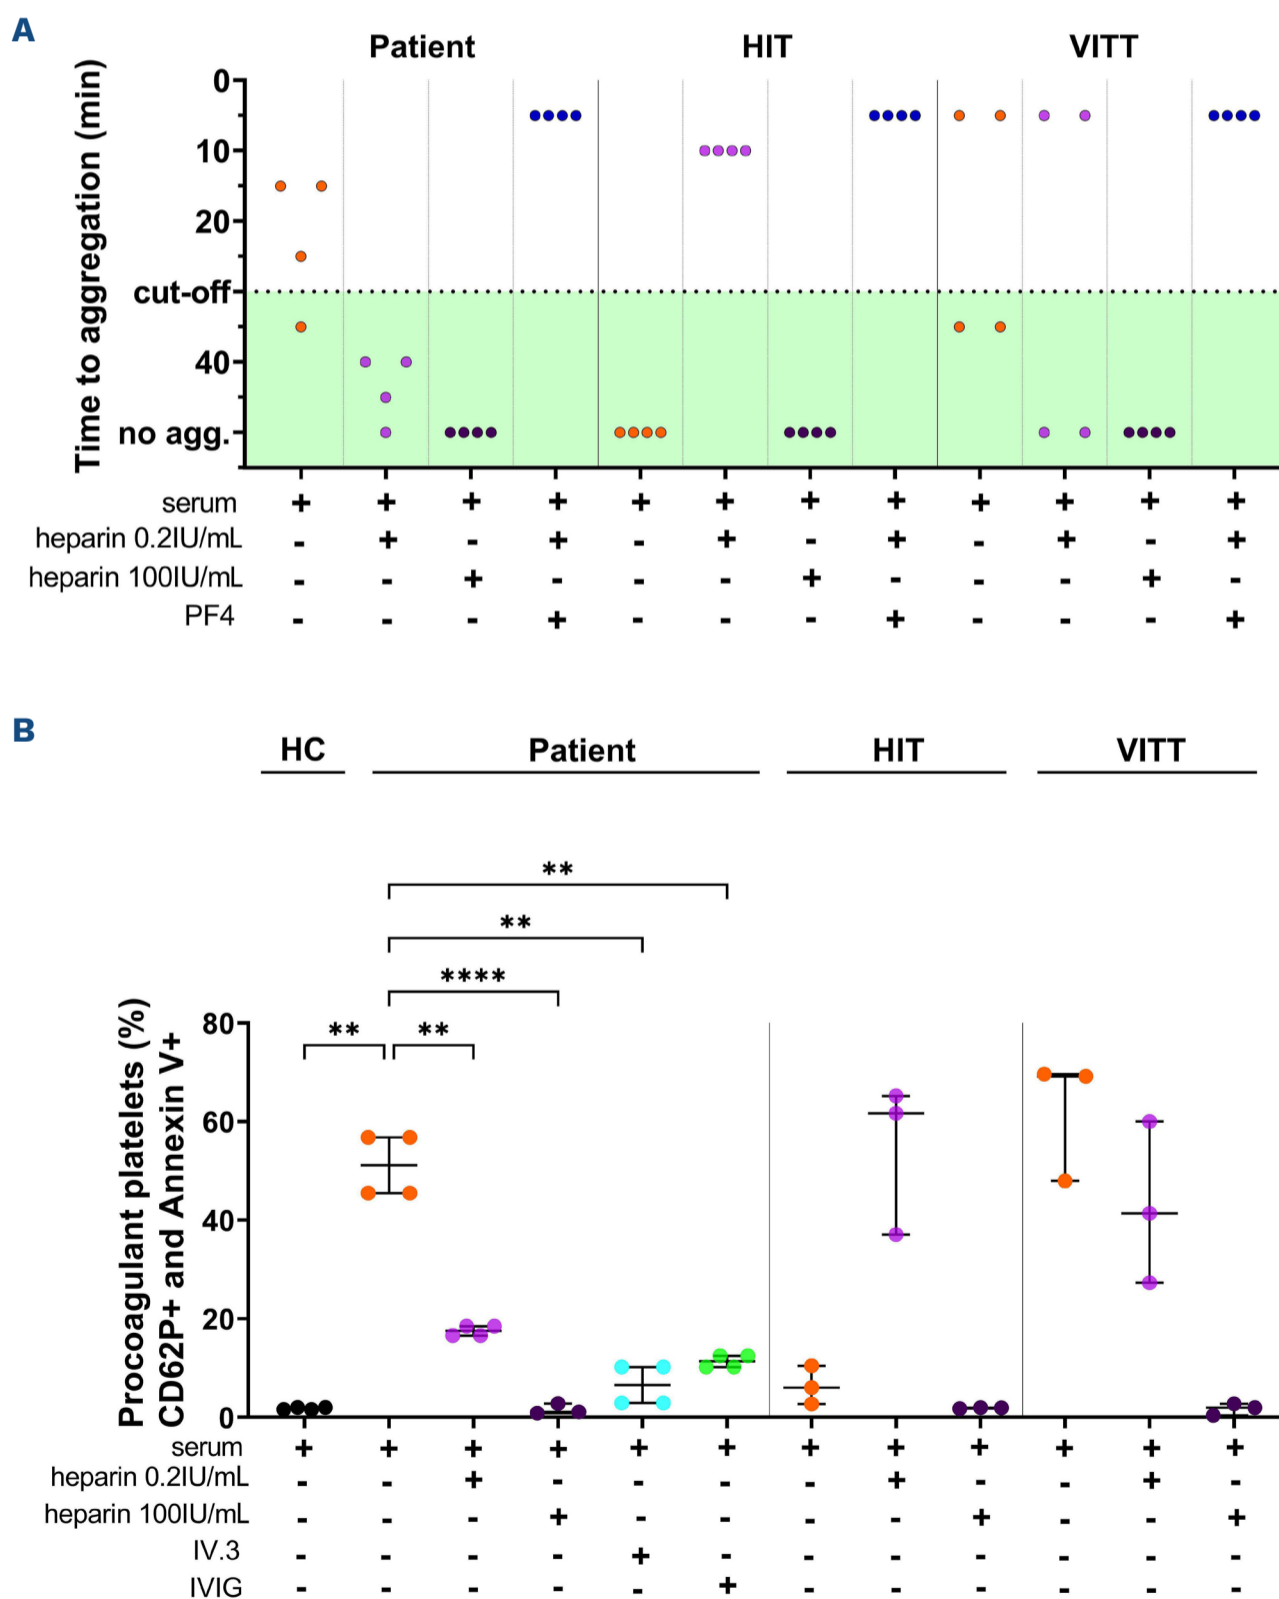 A
Patient HIT VITT
Time to aggregation (min)
0
10
20
cut-off
40
no agg.
serum + + + + + + + + + + + +
heparin 0.2IU/mL - + - + - + - + - + - +
heparin 100IU/mL - - + - - - + - - - + -
PF4 - - - + - - - + - - - +
B
HC Patient HIT VITT
**
**
****
** **
Procoagulant platelets (%)
CD62P+ and Annexin V+
80
60
40
20
0
serum + + + + + + + + + + + +
heparin 0.2IU/mL - - + - - - - + - - + -
heparin 100IU/mL - - - + - - - - + - - +
IV.3 - - - - + - - - - - - -
IVIG - - - - - + - - - - - -